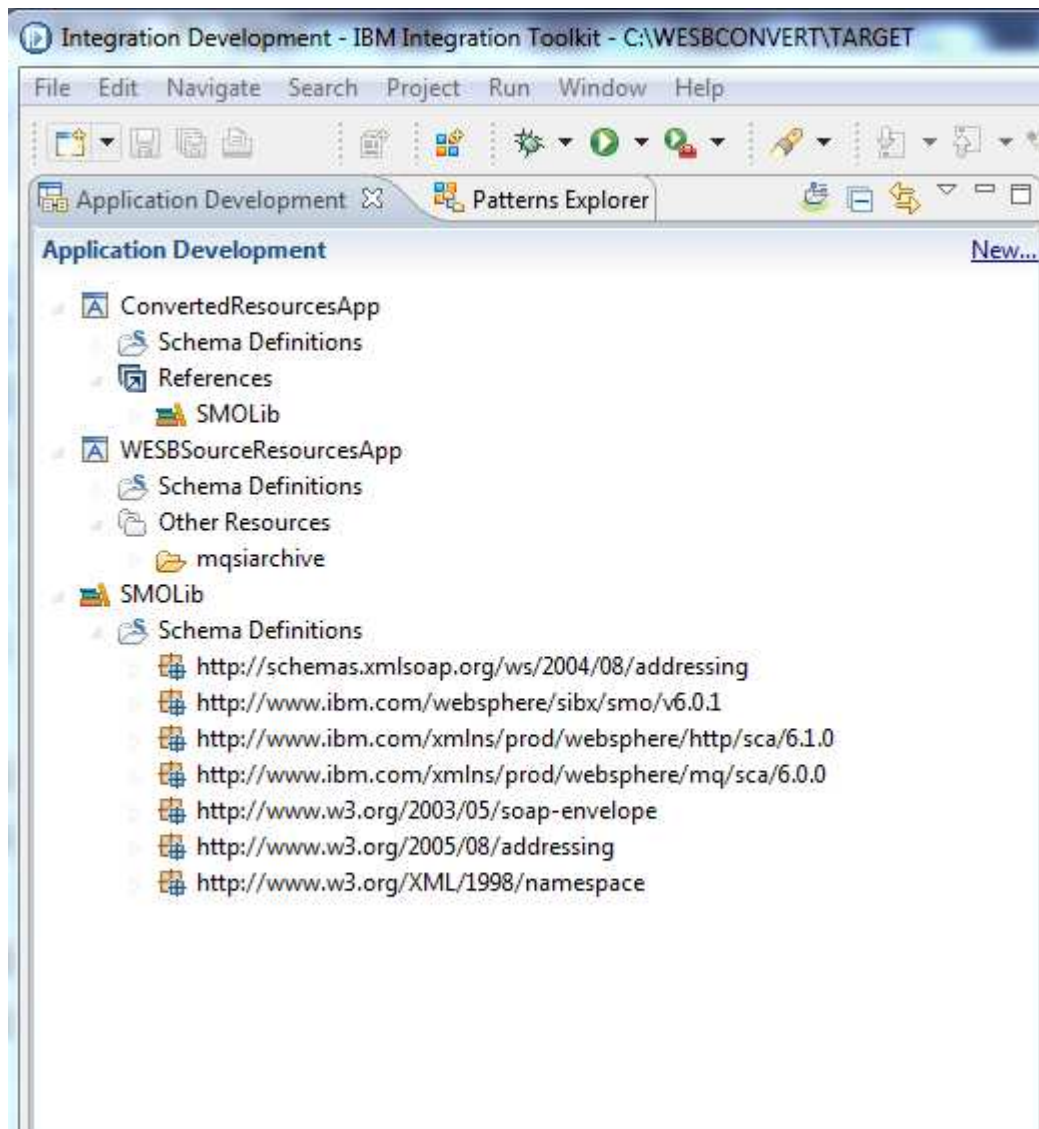 Integration Development - IBM Integration Toolkit - C:\WESBCONVERT\TARGET
File Edit Navigate Search Project Run Window Help
Application Development Patterns Explorer
Application Development New...
ConvertedResourcesApp
Schema Definitions
References
SMOLib
WESBSourceResourcesApp
Schema Definitions
Other Resources
mqsiarchive
SMOLib
Schema Definitions
http://schemas.xmlsoap.org/ws/2004/08/addressing
http://www.ibm.com/websphere/sibx/smo/v6.0.1
http://www.ibm.com/xmlns/prod/websphere/http/sca/6.1.0
http://www.ibm.com/xmlns/prod/websphere/mq/sca/6.0.0
http://www.w3.org/2003/05/soap-envelope
http://www.w3.org/2005/08/addressing
http://www.w3.org/XML/1998/namespace